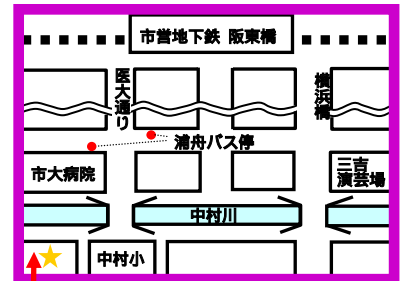 市営地下鉄 阪東橋
医大通り
横浜橋
浦舟バス停
市大病院
三吉
演芸場
中村川
中村小